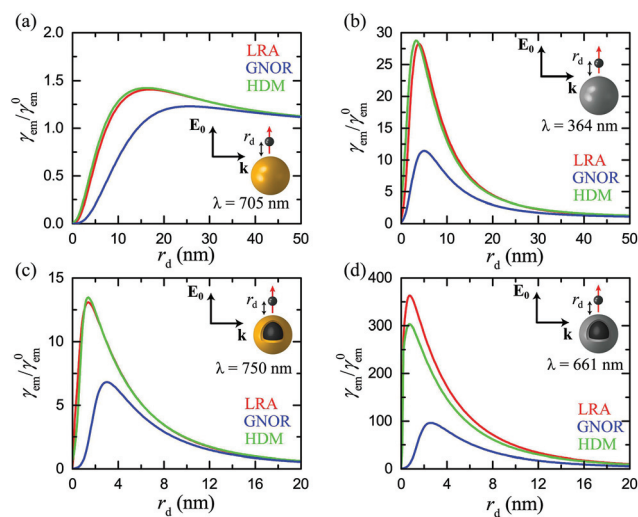 (a)
γem/γ⁰em
2.0
1.5
1.0
0.5
0.0
LRA
GNOR
HDM
E₀
k
rd
λ = 705 nm
0 10 20 30 40 50
rd (nm)
(b)
γem/γ⁰em
30
25
20
15
10
5
0
E₀
k
rd
λ = 364 nm
LRA
GNOR
HDM
0 10 20 30 40 50
rd (nm)
(c)
γem/γ⁰em
15
10
5
0
E₀
k
rd
λ = 750 nm
LRA
GNOR
HDM
0 4 8 12 16 20
rd (nm)
(d)
γem/γ⁰em
400
300
200
100
0
E₀
k
rd
λ = 661 nm
LRA
GNOR
HDM
0 4 8 12 16 20
rd (nm)